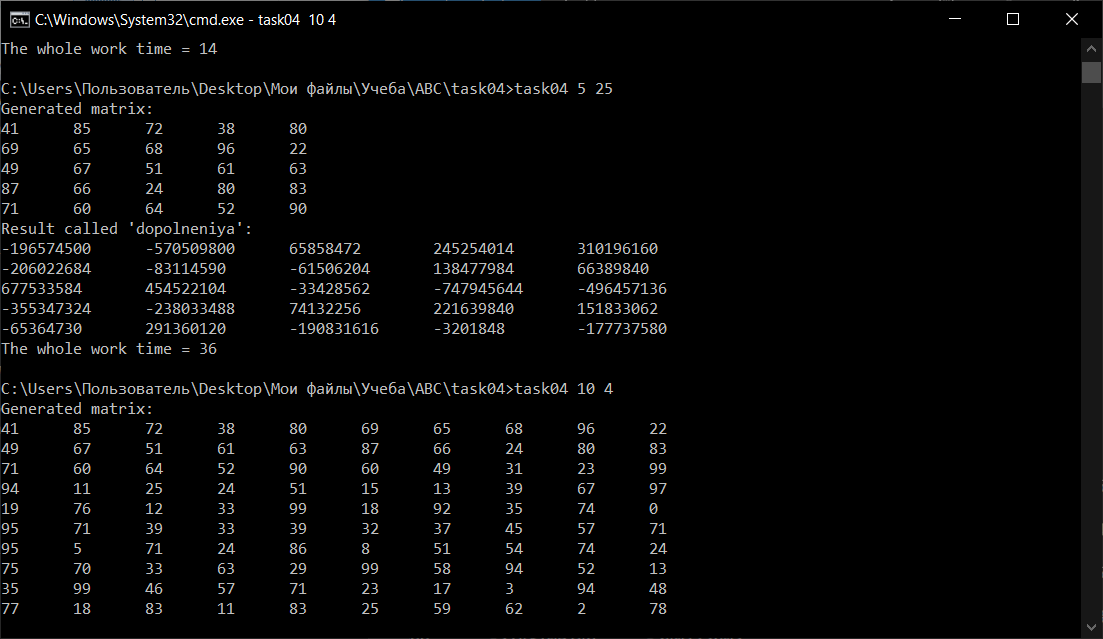 C:\Windows\System32\cmd.exe - task04  10 4
The whole work time = 14
C:\Users\Пользователь\Desktop\Мои файлы\Учеба\АВС\task04>task04 5 25
Generated matrix:
41 85 72 38 80
69 65 68 96 22
49 67 51 61 63
87 66 24 80 83
71 60 64 52 90
Result called 'dopolneniya':
-196574500 -570509800 65858472 245254014 310196160
-206022684 -83114590 -61506204 138477984 66389840
677533584 454522104 -33428562 -747945644 -496457136
-355347324 -238033488 74132256 221639840 151833062
-65364730 291360120 -190831616 -3201848 -177737580
The whole work time = 36
C:\Users\Пользователь\Desktop\Мои файлы\Учеба\АВС\task04>task04 10 4
Generated matrix:
41 85 72 38 80 69 65 68 96 22
49 67 51 61 63 87 66 24 80 83
71 60 64 52 90 60 49 31 23 99
94 11 25 24 51 15 13 39 67 97
19 76 12 33 99 18 92 35 74 0
95 71 39 33 39 32 37 45 57 71
95 5 71 24 86 8 51 54 74 24
75 70 33 63 29 99 58 94 52 13
35 99 46 57 71 23 17 3 94 48
77 18 83 11 83 25 59 62 2 78